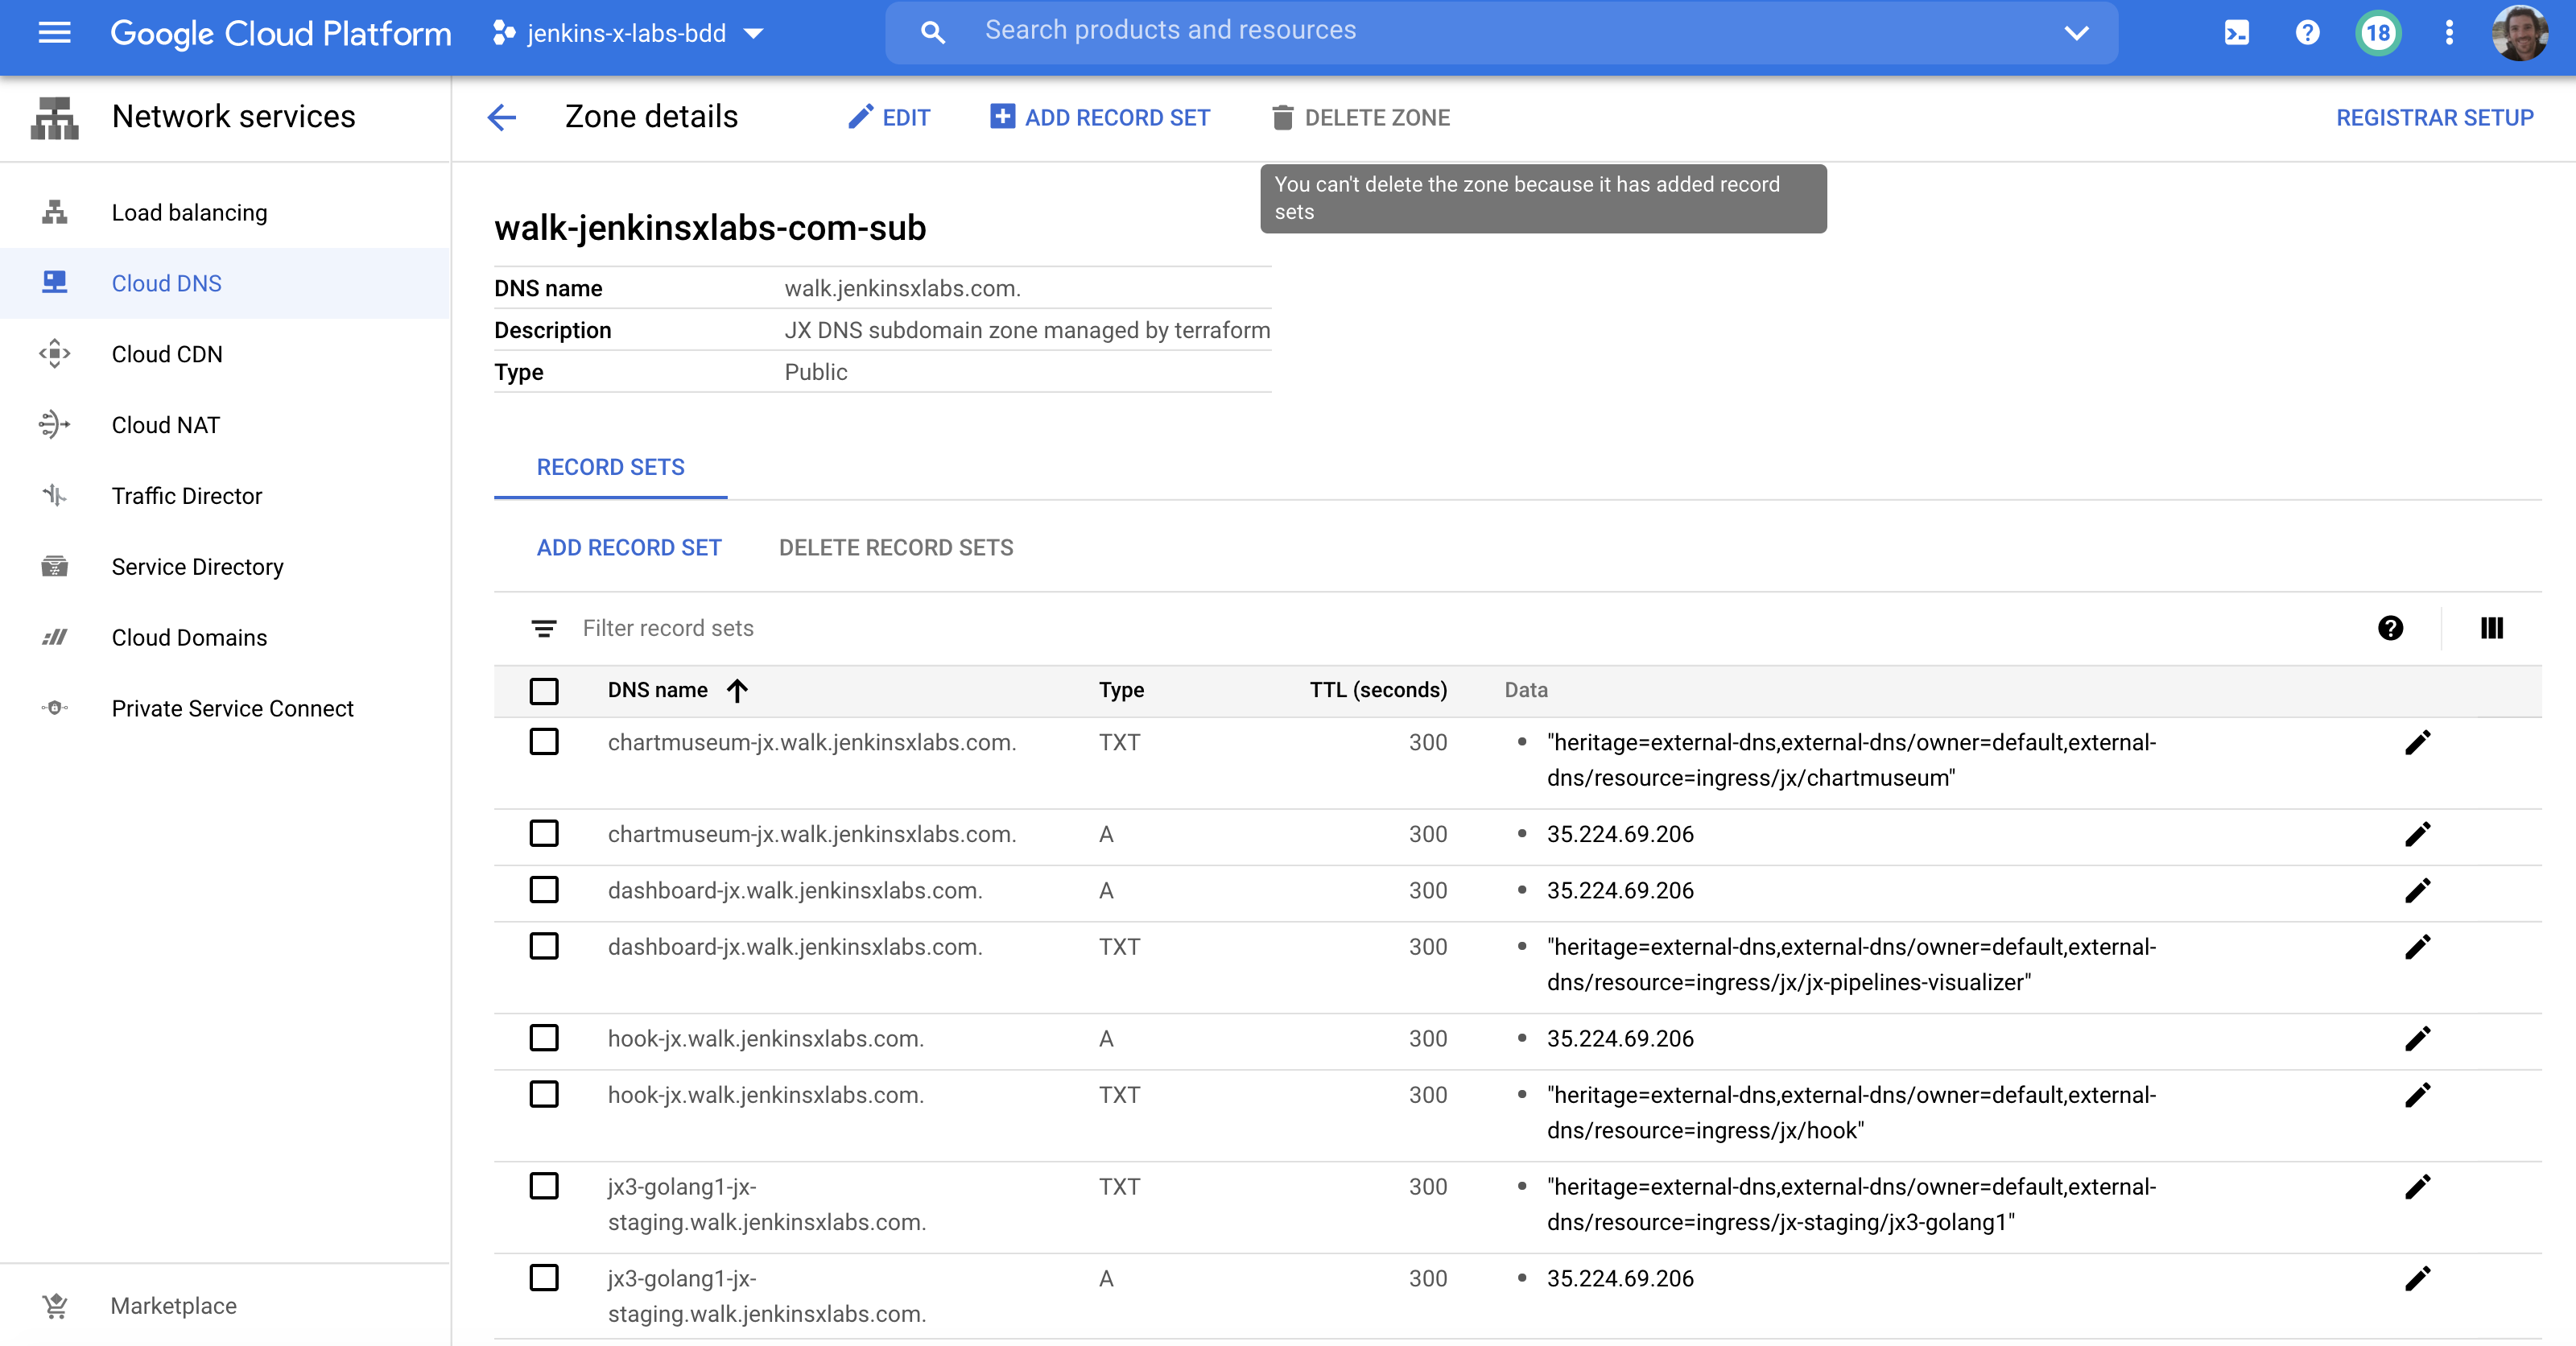 Google Cloud Platform jenkins-x-labs-bdd Search products and resources 18
Network services
Zone details EDIT ADD RECORD SET DELETE ZONE REGISTRAR SETUP
You can't delete the zone because it has added record
sets
Load balancing
Cloud DNS
Cloud CDN
Cloud NAT
Traffic Director
Service Directory
Cloud Domains
Private Service Connect
Marketplace
walk-jenkinsxlabs-com-sub
DNS name walk.jenkinsxlabs.com.
Description JX DNS subdomain zone managed by terraform
Type Public
RECORD SETS
ADD RECORD SET DELETE RECORD SETS
Filter record sets
DNS name Type TTL (seconds) Data
chartmuseum-jx.walk.jenkinsxlabs.com. TXT 300 • "heritage=external-dns,external-dns/owner=default,external-
dns/resource=ingress/jx/chartmuseum"
chartmuseum-jx.walk.jenkinsxlabs.com. A 300 • 35.224.69.206
dashboard-jx.walk.jenkinsxlabs.com. A 300 • 35.224.69.206
dashboard-jx.walk.jenkinsxlabs.com. TXT 300 • "heritage=external-dns,external-dns/owner=default,external-
dns/resource=ingress/jx/jx-pipelines-visualizer"
hook-jx.walk.jenkinsxlabs.com. A 300 • 35.224.69.206
hook-jx.walk.jenkinsxlabs.com. TXT 300 • "heritage=external-dns,external-dns/owner=default,external-
dns/resource=ingress/jx/hook"
jx3-golang1-jx- TXT 300 • "heritage=external-dns,external-dns/owner=default,external-
staging.walk.jenkinsxlabs.com. dns/resource=ingress/jx-staging/jx3-golang1"
jx3-golang1-jx- A 300 • 35.224.69.206
staging.walk.jenkinsxlabs.com.